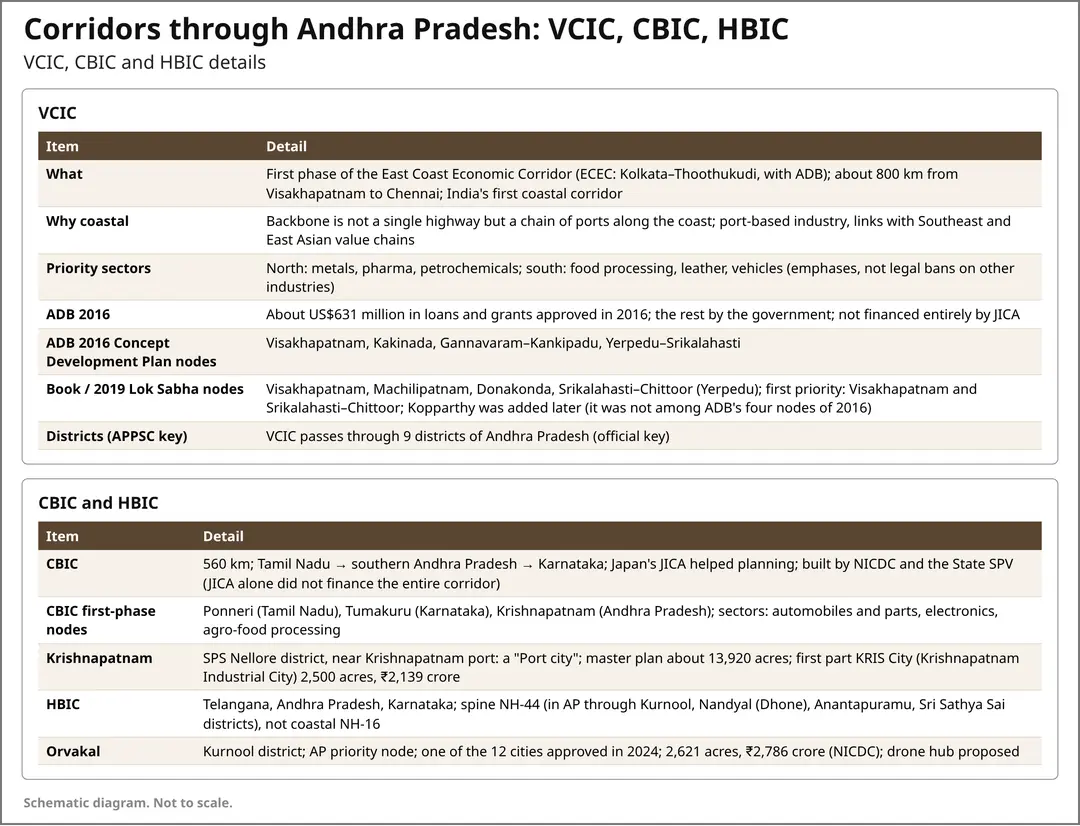 Corridors through Andhra Pradesh: VCIC, CBIC, HBIC
VCIC, CBIC and HBIC details
VCIC
Item Detail
What First phase of the East Coast Economic Corridor (ECEC: Kolkata–Thoothukudi, with ADB); about 800 km from
Visakhapatnam to Chennai; India's first coastal corridor
Why coastal Backbone is not a single highway but a chain of ports along the coast; port-based industry, links with Southeast and
East Asian value chains
Priority sectors North: metals, pharma, petrochemicals; south: food processing, leather, vehicles (emphases, not legal bans on other
industries)
ADB 2016 About US$631 million in loans and grants approved in 2016; the rest by the government; not financed entirely by JICA
ADB 2016 Concept Visakhapatnam, Kakinada, Gannavaram–Kankipadu, Yerpedu–Srikalahasti
Development Plan nodes
Book / 2019 Lok Sabha nodes Visakhapatnam, Machilipatnam, Donakonda, Srikalahasti–Chittoor (Yerpedu); first priority: Visakhapatnam and
Srikalahasti–Chittoor; Kopparthy was added later (it was not among ADB's four nodes of 2016)
Districts (APPSC key) VCIC passes through 9 districts of Andhra Pradesh (official key)
CBIC and HBIC
Item Detail
CBIC 560 km; Tamil Nadu → southern Andhra Pradesh → Karnataka; Japan's JICA helped planning; built by NICDC and the State SPV
(JICA alone did not finance the entire corridor)
CBIC first-phase Ponneri (Tamil Nadu), Tumakuru (Karnataka), Krishnapatnam (Andhra Pradesh); sectors: automobiles and parts, electronics,
nodes agro-food processing
Krishnapatnam SPS Nellore district, near Krishnapatnam port: a "Port city"; master plan about 13,920 acres; first part KRIS City (Krishnapatnam
Industrial City) 2,500 acres, ₹2,139 crore
HBIC Telangana, Andhra Pradesh, Karnataka; spine NH-44 (in AP through Kurnool, Nandyal (Dhone), Anantapuramu, Sri Sathya Sai
districts), not coastal NH-16
Orvakal Kurnool district; AP priority node; one of the 12 cities approved in 2024; 2,621 acres, ₹2,786 crore (NICDC); drone hub proposed
Schematic diagram. Not to scale.